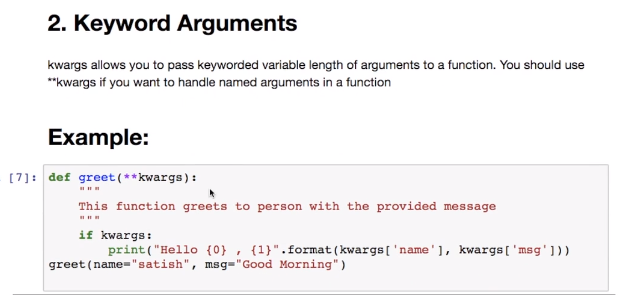 2. Keyword Arguments
kwargs allows you to pass keyworded variable length of arguments to a function. You should use
**kwargs if you want to handle named arguments in a function
Example:
[7]: def greet(**kwargs):
"""
This function greets to person with the provided message
"""
if kwargs:
print("Hello {0} , {1}".format(kwargs['name'], kwargs['msg']))
greet(name="satish", msg="Good Morning")